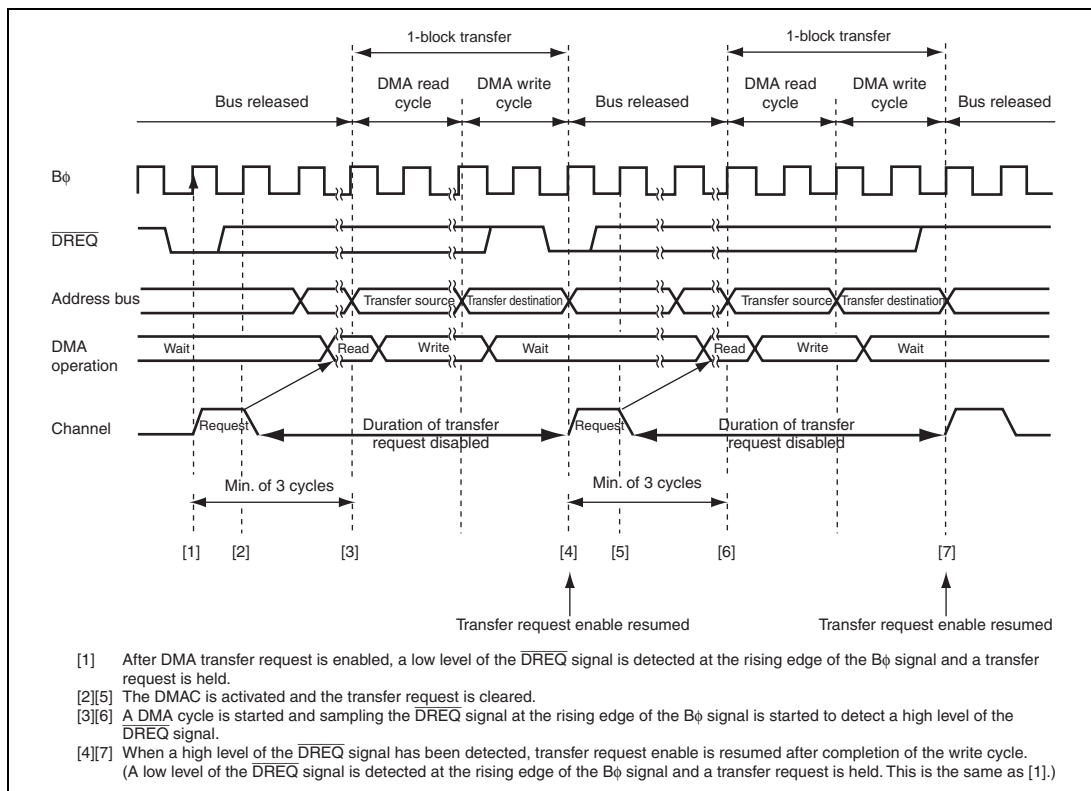 1-block transfer 1-block transfer
DMA read cycle DMA write cycle DMA read cycle DMA write cycle
Bus released Bus released Bus released
Bϕ
DREQ
Address bus Transfer source Transfer destination Transfer source Transfer destination
DMA operation Wait Read Write Wait Read Write Wait
Channel Request Duration of transfer request disabled Request Duration of transfer request disabled
Min. of 3 cycles Min. of 3 cycles
[1] [2] [3] [4] [5] [6] [7]
Transfer request enable resumed Transfer request enable resumed
[1] After DMA transfer request is enabled, a low level of the DREQ signal is detected at the rising edge of the Bϕ signal and a transfer
request is held.
[2][5] The DMAC is activated and the transfer request is cleared.
[3][6] A DMA cycle is started and sampling the DREQ signal at the rising edge of the Bϕ signal is started to detect a high level of the
DREQ signal.
[4][7] When a high level of the DREQ signal has been detected, transfer request enable is resumed after completion of the write cycle.
(A low level of the DREQ signal is detected at the rising edge of the Bϕ signal and a transfer request is held. This is the same as [1].)